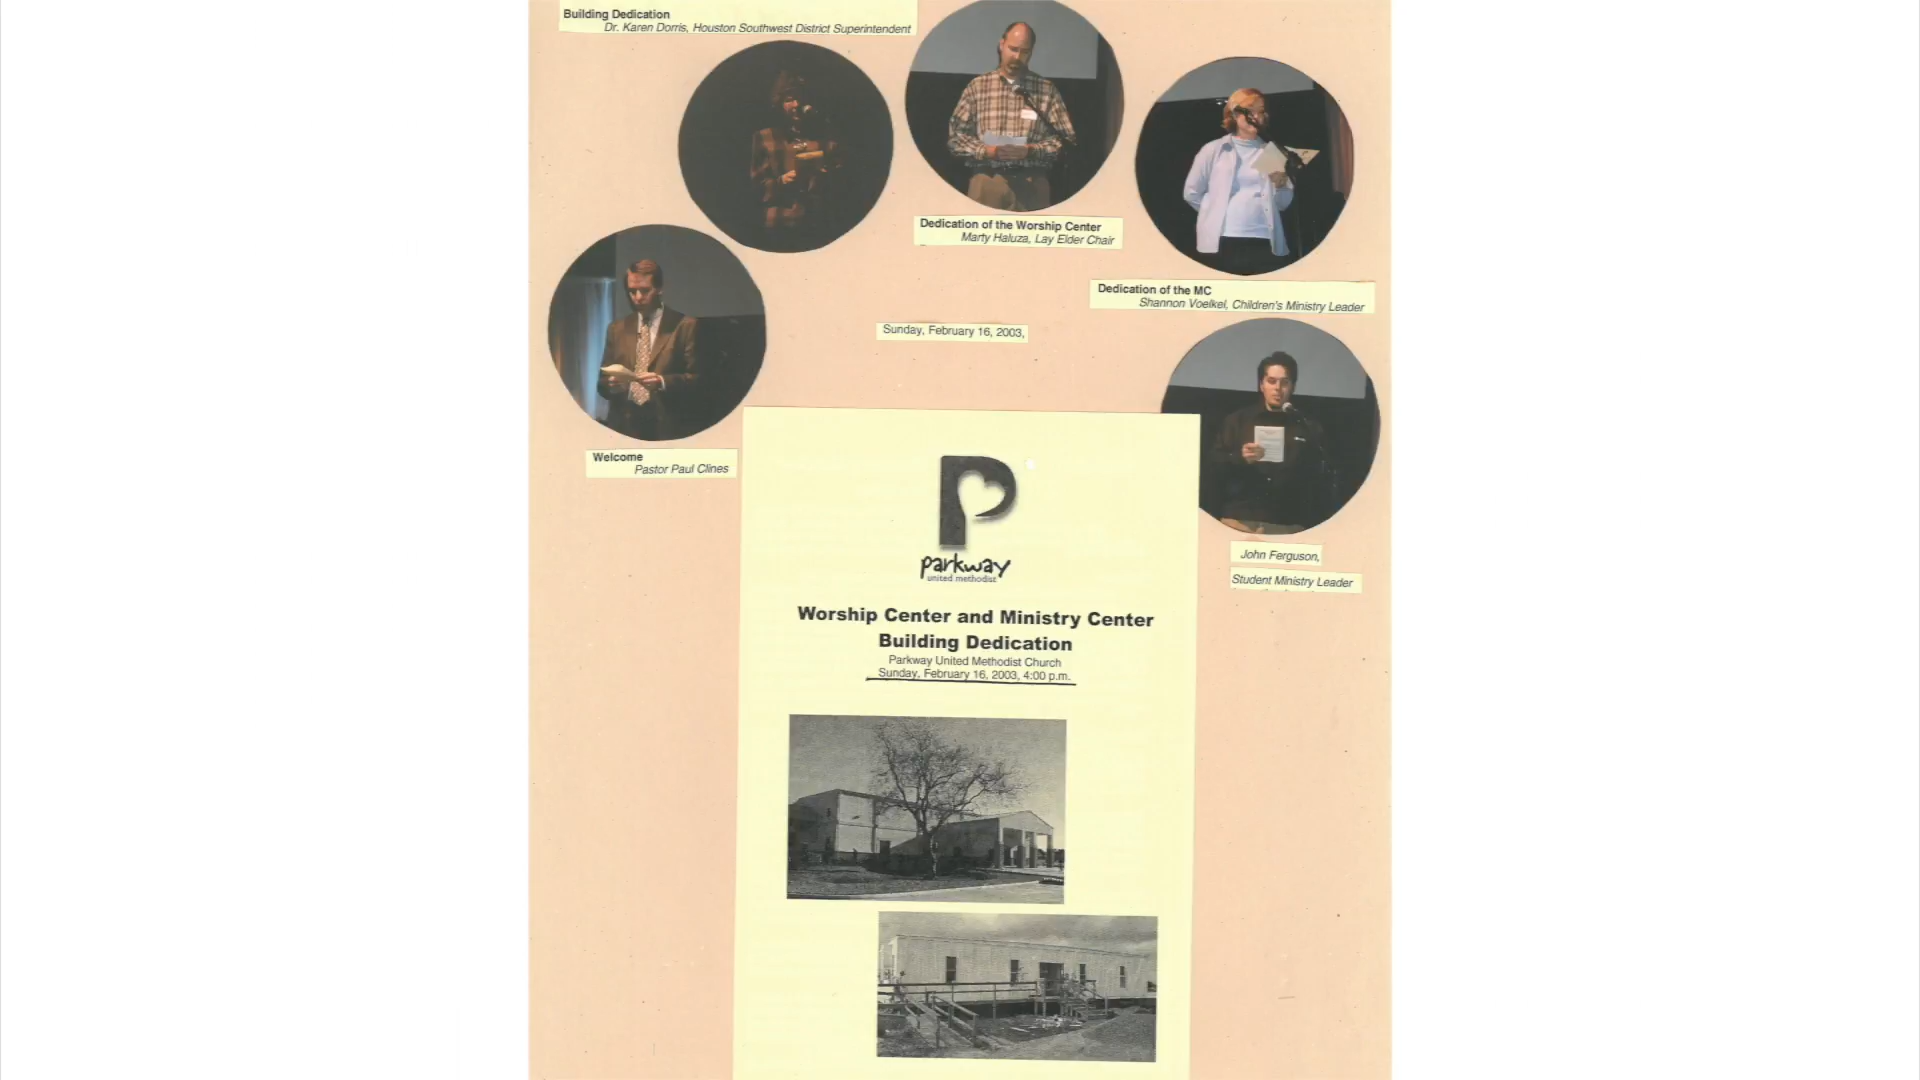 Building Dedication
Dr. Karen Dorris, Houston Southwest District Superintendent
Dedication of the Worship Center
Marty Haluza, Lay Elder Chair
Dedication of the MC
Shannon Voelkel, Children's Ministry Leader
Sunday, February 16, 2003,
Welcome
Pastor Paul Clines
John Ferguson,
Student Ministry Leader
parkway
united methodist
Worship Center and Ministry Center
Building Dedication
Parkway United Methodist Church
Sunday, February 16, 2003, 4:00 p.m.